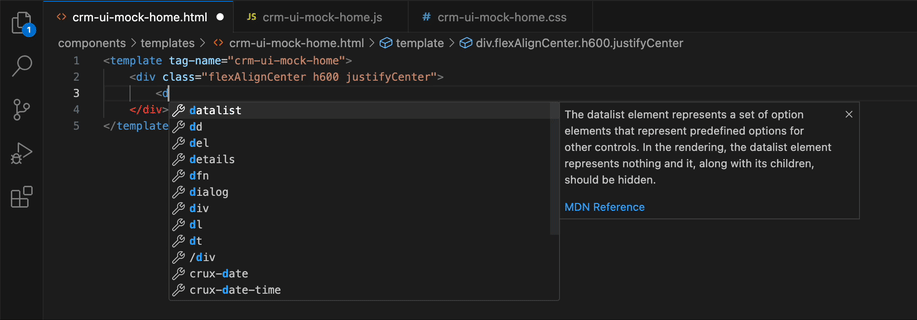 crm-ui-mock-home.html
JS crm-ui-mock-home.js
# crm-ui-mock-home.css
1
components > templates > <> crm-ui-mock-home.html > template > div.flexAlignCenter.h600.justifyCenter
1 <template tag-name="crm-ui-mock-home">
2 <div class="flexAlignCenter h600 justifyCenter">
3 <d
4 </div>
5 </template
datalist
dd
del
details
dfn
dialog
div
dl
dt
/div
crux-date
crux-date-time
The datalist element represents a set of option
elements that represent predefined options for
other controls. In the rendering, the datalist element
represents nothing and it, along with its children,
should be hidden.
MDN Reference